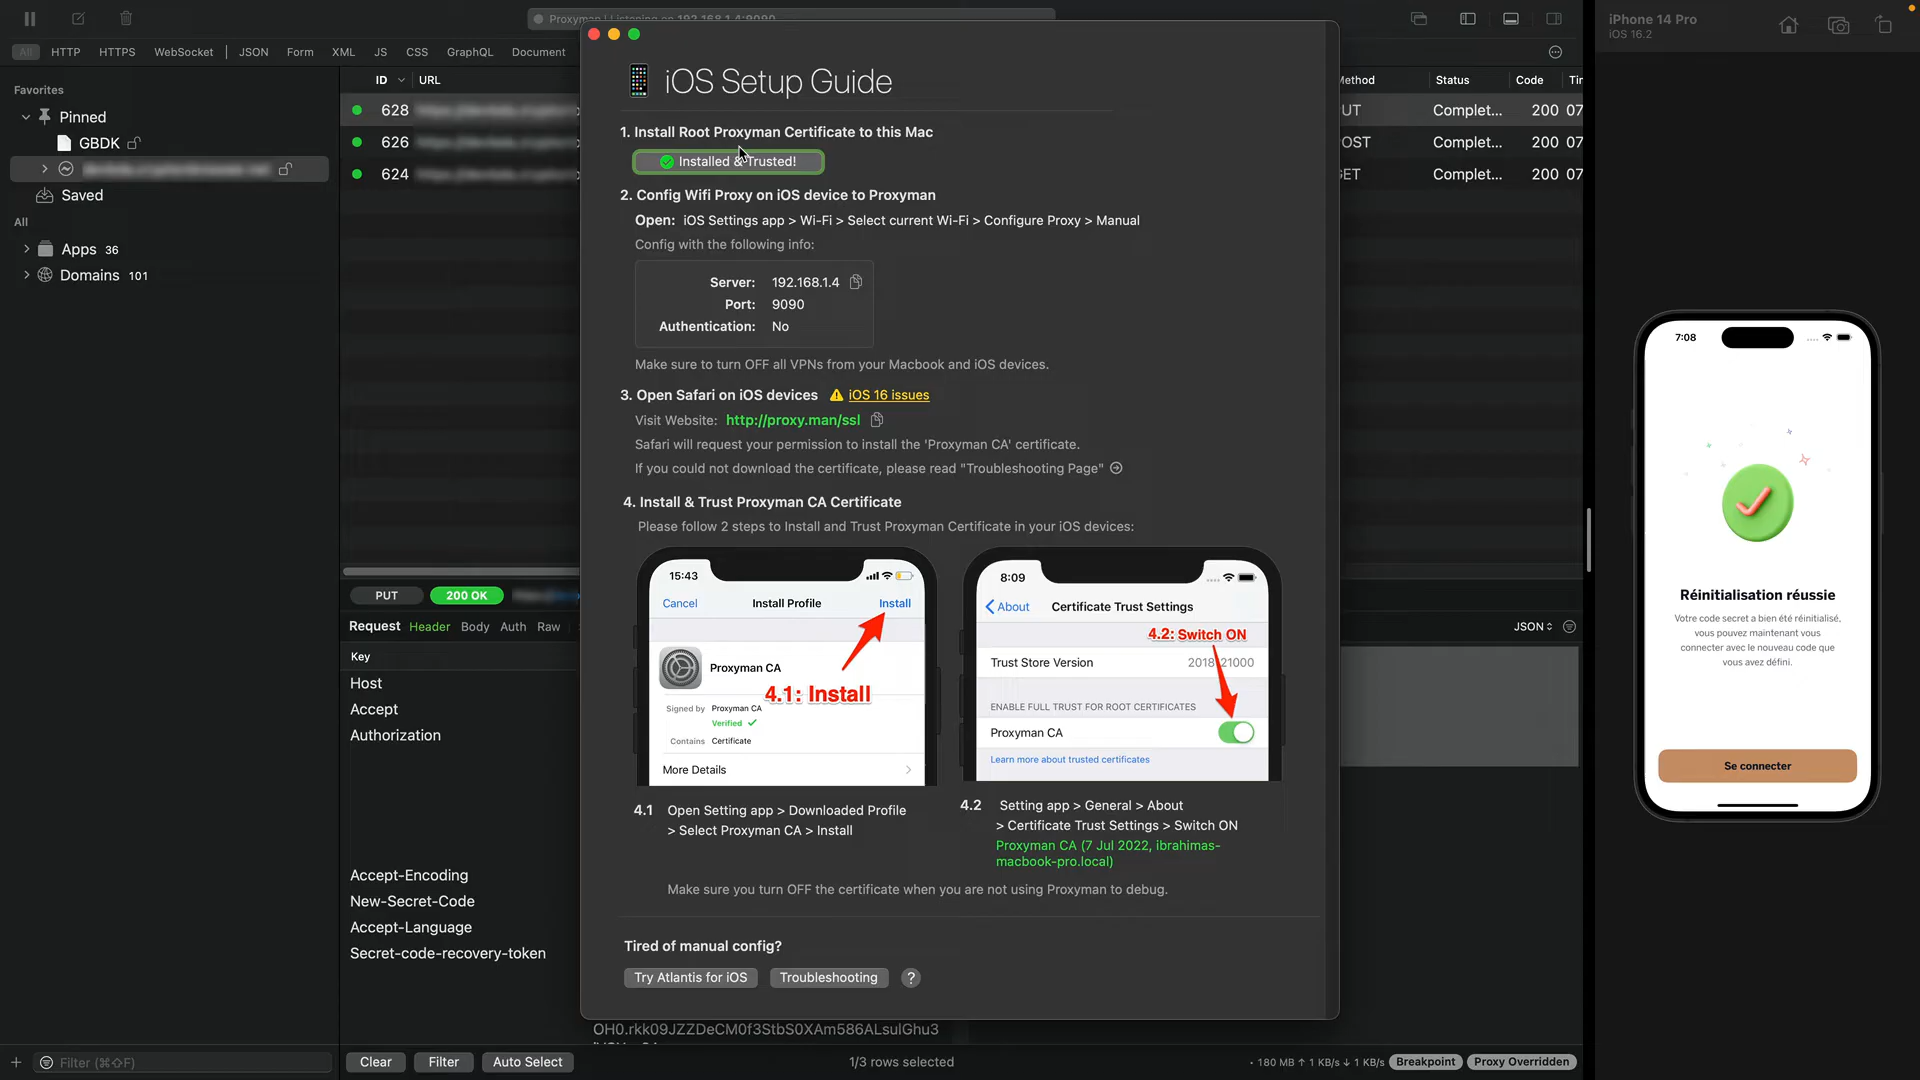 Proxyman | Listening on 192.168.1.4:9090
All HTTP HTTPS WebSocket JSON Form XML JS CSS GraphQL Document
Favorites
Pinned
GBDK
Saved
All
Apps 36
Domains 101
Filter (⌘⇧F)
ID URL
628
626
624
Method Status Code
Complet... 200 07
POST Complet... 200 07
GET Complet... 200 07
PUT 200 OK
Request Header Body Auth Raw
Key
Host
Accept
Authorization
Accept-Encoding
New-Secret-Code
Accept-Language
Secret-code-recovery-token
JSON
iOS Setup Guide
1. Install Root Proxyman Certificate to this Mac
Installed & Trusted!
2. Config Wifi Proxy on iOS device to Proxyman
Open: iOS Settings app > Wi-Fi > Select current Wi-Fi > Configure Proxy > Manual
Config with the following info:
Server: 192.168.1.4
Port: 9090
Authentication: No
Make sure to turn OFF all VPNs from your Macbook and iOS devices.
3. Open Safari on iOS devices iOS 16 issues
Visit Website: http://proxy.man/ssl
Safari will request your permission to install the 'Proxyman CA' certificate.
If you could not download the certificate, please read "Troubleshooting Page"
4. Install & Trust Proxyman CA Certificate
Please follow 2 steps to Install and Trust Proxyman Certificate in your iOS devices:
15:43
Cancel Install Profile Install
Proxyman CA
4.1: Install
Signed by Proxyman CA
Verified ✓
Contains Certificate
More Details
8:09
About Certificate Trust Settings
4.2: Switch ON
Trust Store Version
ENABLE FULL TRUST FOR ROOT CERTIFICATES
Proxyman CA
Learn more about trusted certificates
4.1 Open Setting app > Downloaded Profile
> Select Proxyman CA > Install
4.2 Setting app > General > About
> Certificate Trust Settings > Switch ON
Proxyman CA (7 Jul 2022, ibrahimas-
macbook-pro.local)
Make sure you turn OFF the certificate when you are not using Proxyman to debug.
Tired of manual config?
Try Atlantis for iOS Troubleshooting ?
OH0.rkk09JZZDeCM0f3StbS0XAm586ALsulGhu3
Clear Filter Auto Select
1/3 rows selected
• 180 MB ↑ 1 KB/s ↓ 1 KB/s Breakpoint Proxy Overridden
iPhone 14 Pro
iOS 16.2
7:08
Réinitialisation réussie
Votre code secret a bien été réinitialisé,
vous pouvez maintenant vous
connecter avec le nouveau code que
vous avez défini.
Se connecter